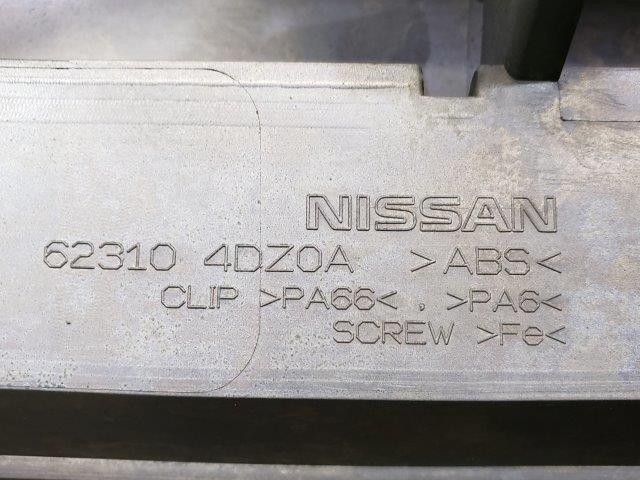 NISSAN
62310 4DZ0A >ABS<
CLIP >PA66< , >PA6<
SCREW >Fe<